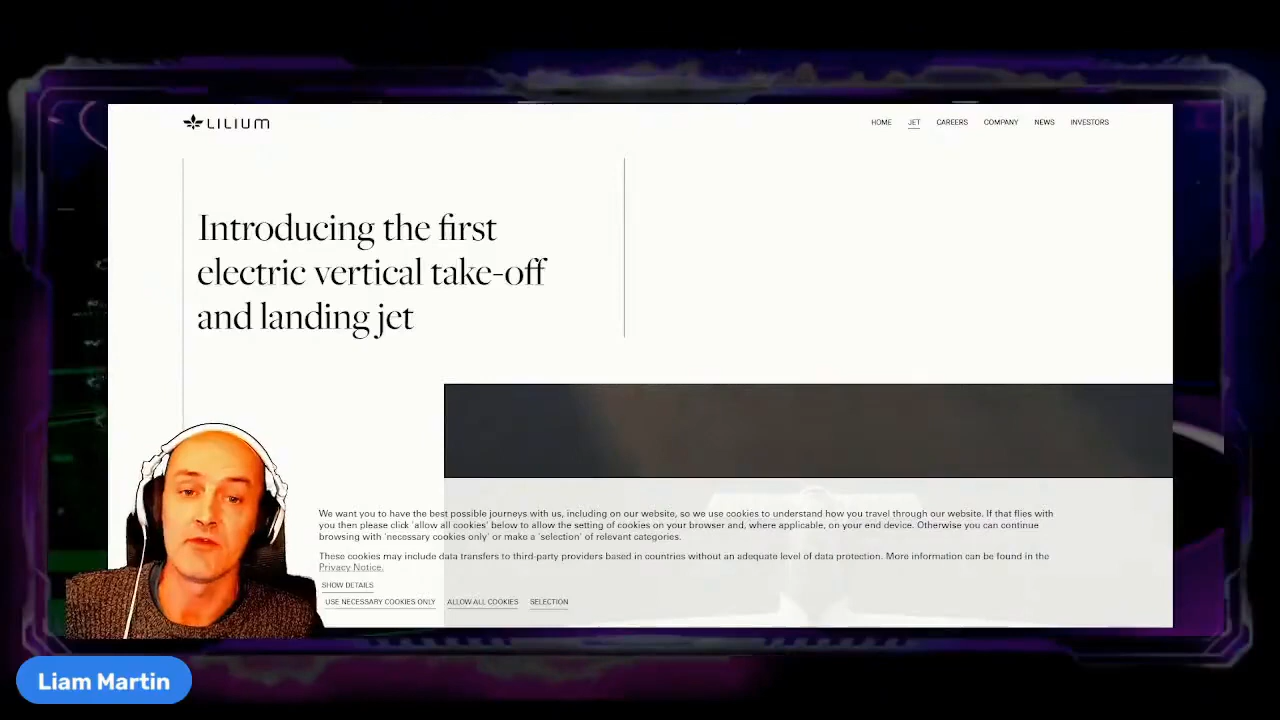 LILIUM
HOME JET CAREERS COMPANY NEWS INVESTORS
Introducing the first
electric vertical take-off
and landing jet
We want you to have the best possible journeys with us, including on our website, so we use cookies to understand how you travel through our website. If that flies with
you then please click 'allow all cookies' below to allow the setting of cookies on your browser and, where applicable, on your end device. Otherwise you can continue
browsing with 'necessary cookies only' or make a 'selection' of relevant categories.
These cookies may include data transfers to third-party providers based in countries without an adequate level of data protection. More information can be found in the
Privacy Notice.
SHOW DETAILS
USE NECESSARY COOKIES ONLY ALLOW ALL COOKIES SELECTION
Liam Martin